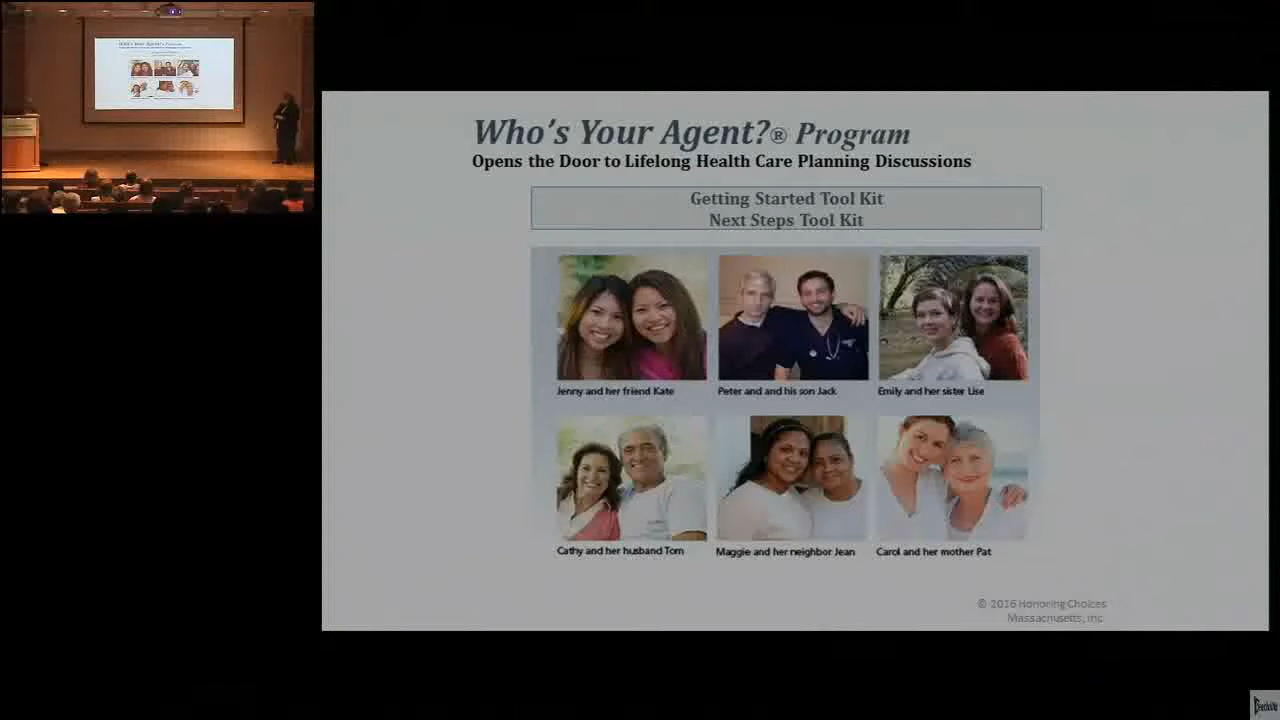 Who's Your Agent?® Program
Opens the Door to Lifelong Health Care Planning Discussions
Getting Started Tool Kit
Next Steps Tool Kit
Jenny and her friend Kate
Peter and and his son Jack
Emily and her sister Lise
Cathy and her husband Tom
Maggie and her neighbor Jean
Carol and her mother Pat
© 2016 Honoring Choices
Massachusetts, Inc